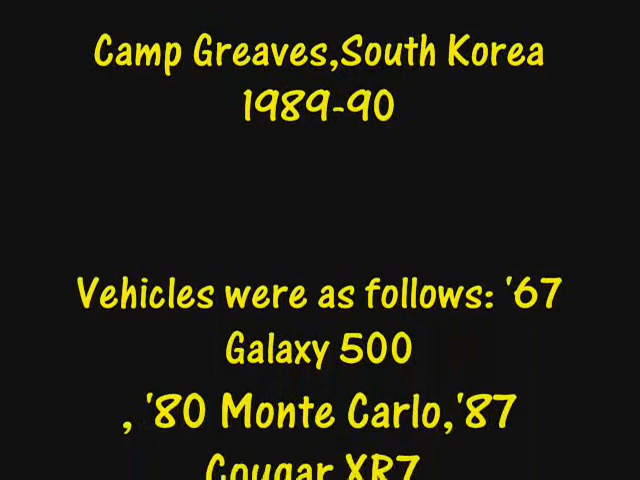 Camp Greaves,South Korea
1989-90
Vehicles were as follows: '67
Galaxy 500
, '80 Monte Carlo,'87
Cougar XR7